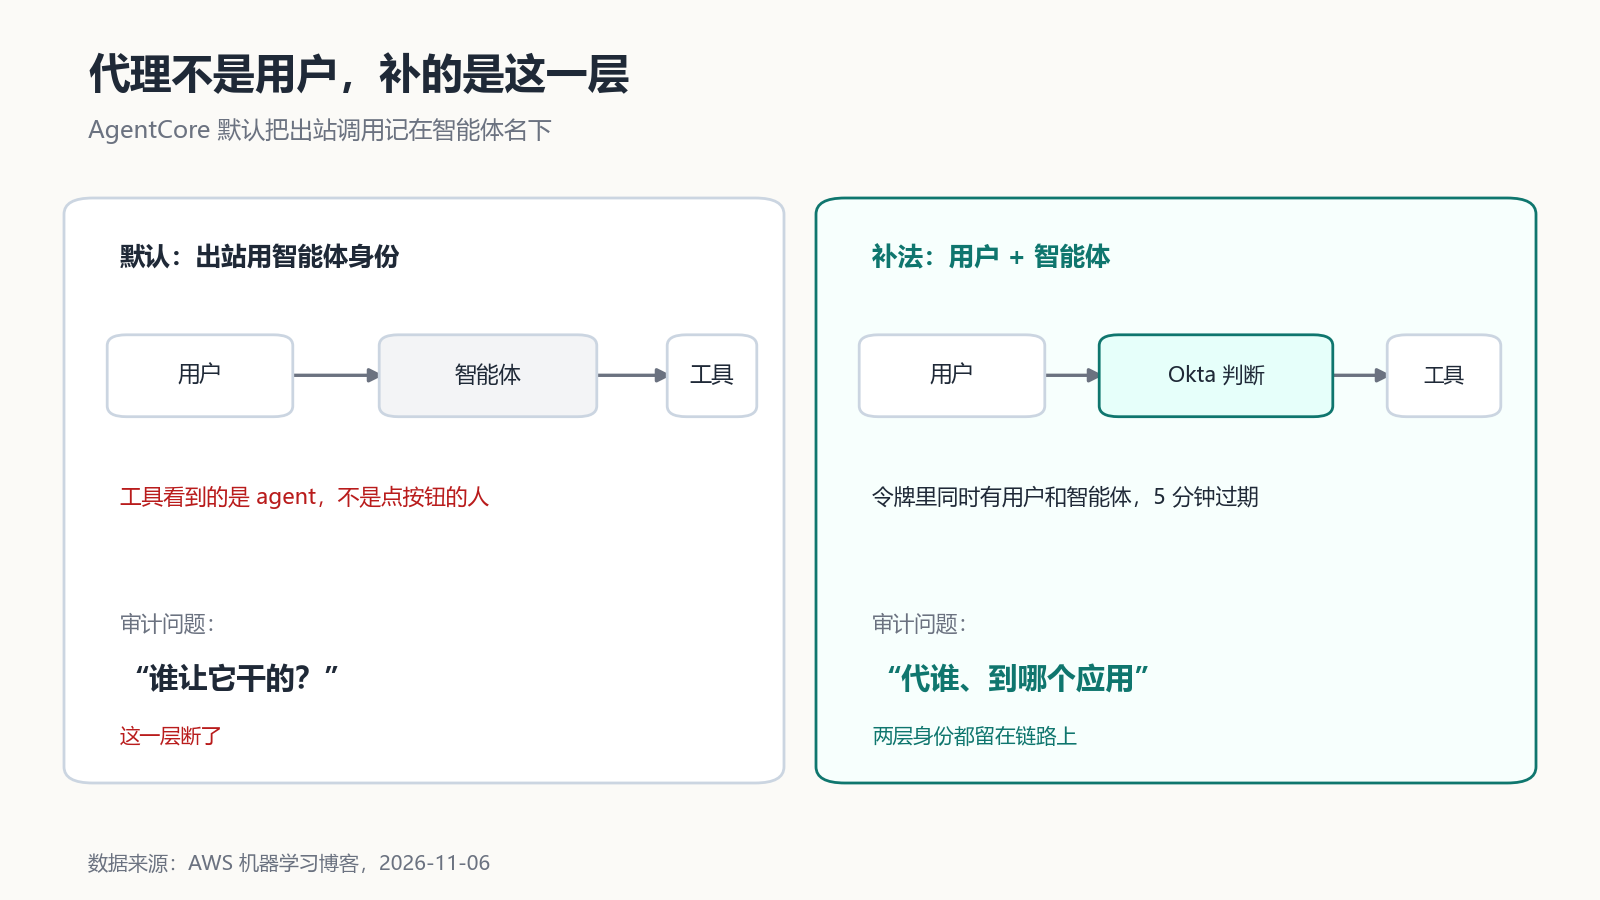 代理不是用户，补的是这一层
AgentCore 默认把出站调用记在智能体名下
默认：出站用智能体身份
用户
智能体
工具
工具看到的是 agent，不是点按钮的人
审计问题：
“谁让它干的？”
这一层断了
补法：用户 + 智能体
用户
Okta 判断
工具
令牌里同时有用户和智能体，5 分钟过期
审计问题：
“代谁、到哪个应用”
两层身份都留在链路上
数据来源：AWS 机器学习博客，2026-11-06